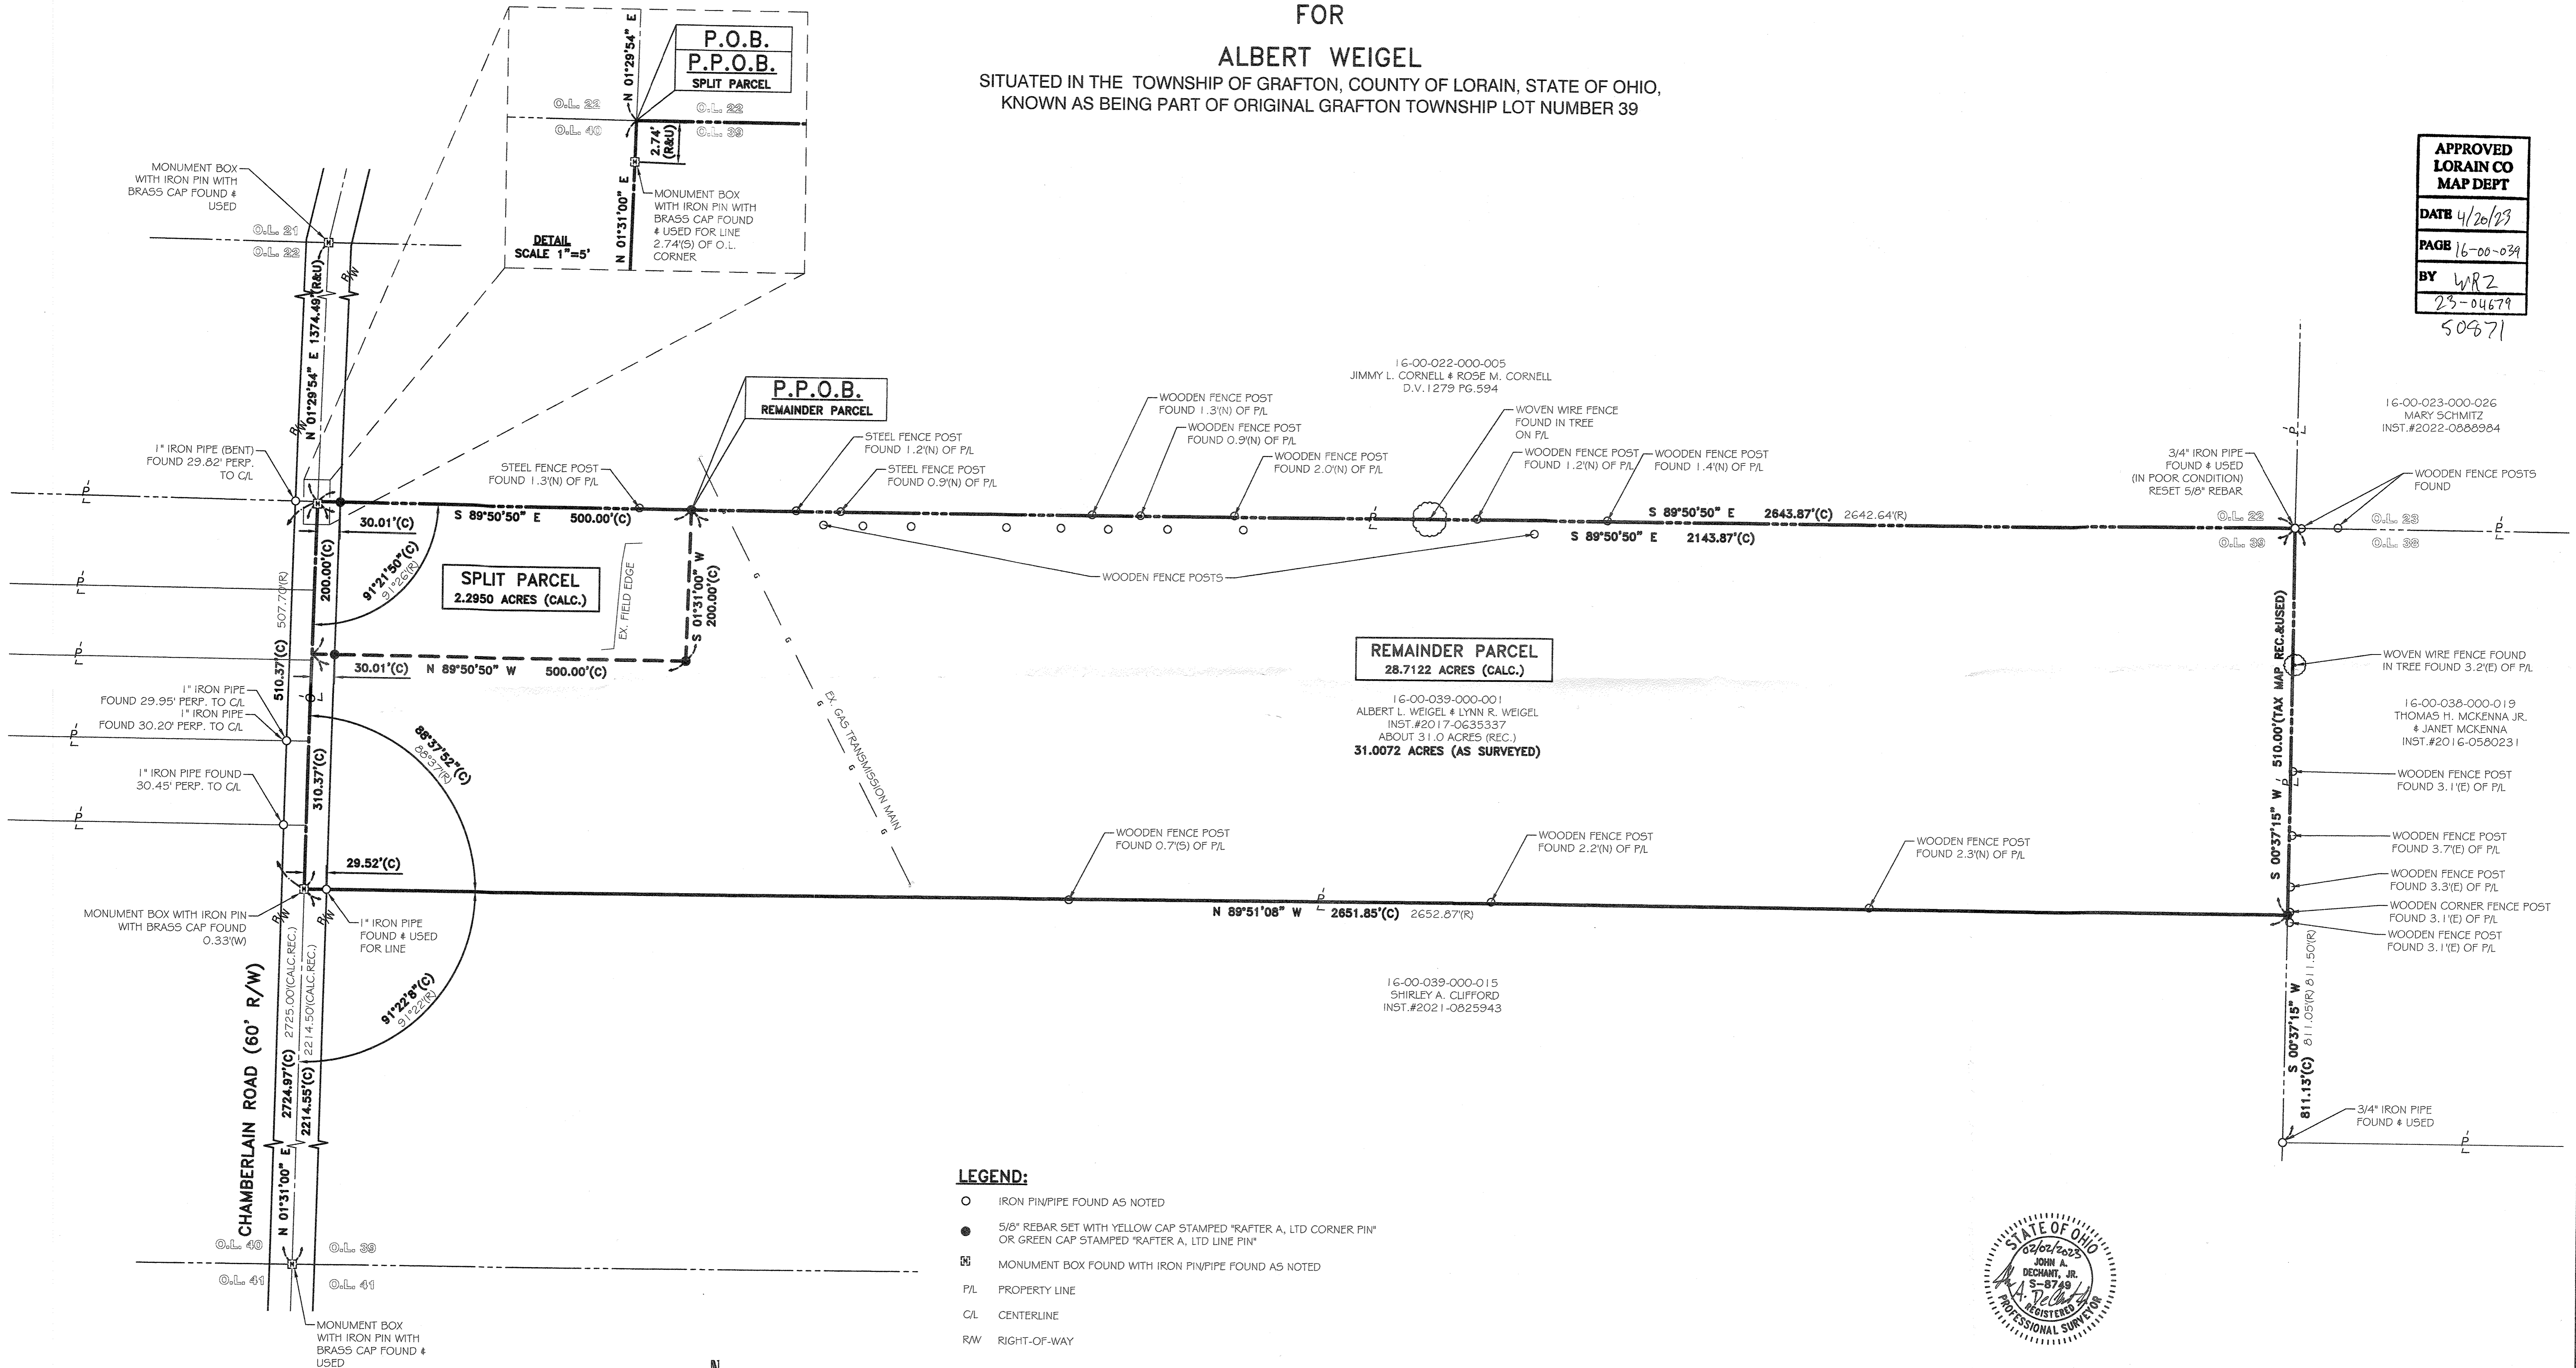 FOR
ALBERT WEIGEL
SITUATED IN THE TOWNSHIP OF GRAFTON, COUNTY OF LORAIN, STATE OF OHIO,
KNOWN AS BEING PART OF ORIGINAL GRAFTON TOWNSHIP LOT NUMBER 39
APPROVED
LORAIN CO
MAP DEPT
DATE 4/20/23
PAGE 16-00-039
BY WRZ
23-04679
50871
N 01°29'54" E
P.O.B.
P.P.O.B.
SPLIT PARCEL
O.L. 22
O.L. 22
O.L. 40
O.L. 39
2.74'
(R&U)
N 01°31'00" E
MONUMENT BOX
WITH IRON PIN WITH
BRASS CAP FOUND
& USED FOR LINE
2.74'(S) OF O.L.
CORNER
DETAIL
SCALE 1"=5'
MONUMENT BOX
WITH IRON PIN WITH
BRASS CAP FOUND &
USED
O.L. 21
O.L. 22
N 01°29'54" E 1374.49'(R&U)
R/W
R/W
1" IRON PIPE (BENT)
FOUND 29.82' PERP.
TO C/L
P.P.O.B.
REMAINDER PARCEL
STEEL FENCE POST
FOUND 1.3'(N) OF P/L
STEEL FENCE POST
FOUND 1.2'(N) OF P/L
STEEL FENCE POST
FOUND 0.9'(N) OF P/L
WOODEN FENCE POST
FOUND 1.3'(N) OF P/L
WOODEN FENCE POST
FOUND 0.9'(N) OF P/L
WOODEN FENCE POST
FOUND 2.0'(N) OF P/L
16-00-022-000-005
JIMMY L. CORNELL & ROSE M. CORNELL
D.V.1279 PG.594
WOVEN WIRE FENCE
FOUND IN TREE
ON P/L
WOODEN FENCE POST
FOUND 1.2'(N) OF P/L
WOODEN FENCE POST
FOUND 1.4'(N) OF P/L
16-00-023-000-026
MARY SCHMITZ
INST.#2022-0888984
3/4" IRON PIPE
FOUND & USED
(IN POOR CONDITION)
RESET 5/8" REBAR
WOODEN FENCE POSTS
FOUND
30.01'(C)
S 89°50'50" E 500.00'(C)
S 89°50'50" E 2643.87'(C) 2642.64'(R)
S 89°50'50" E 2143.87'(C)
O.L. 22
O.L. 23
O.L. 39
O.L. 38
WOODEN FENCE POSTS
91°21'50"(C)
91°26'(R)
200.00'(C)
507.70'(R)
510.37'(C)
SPLIT PARCEL
2.2950 ACRES (CALC.)
EX. FIELD EDGE
S 01°31'00" W
200.00'(C)
30.01'(C)
N 89°50'50" W 500.00'(C)
EX. GAS TRANSMISSION MAIN
G
G
G
G
G
G
G
REMAINDER PARCEL
28.7122 ACRES (CALC.)
16-00-039-000-001
ALBERT L. WEIGEL & LYNN R. WEIGEL
INST.#2017-0635337
ABOUT 31.0 ACRES (REC.)
31.0072 ACRES (AS SURVEYED)
S 00°37'15" W 510.00'(TAX MAP REC.&USED)
WOVEN WIRE FENCE FOUND
IN TREE FOUND 3.2'(E) OF P/L
16-00-038-000-019
THOMAS H. MCKENNA JR.
& JANET MCKENNA
INST.#2016-0580231
1" IRON PIPE
FOUND 29.95' PERP. TO C/L
1" IRON PIPE
FOUND 30.20' PERP. TO C/L
1" IRON PIPE FOUND
30.45' PERP. TO C/L
310.37'(C)
88°37'52"(C)
88°37'(R)
29.52'(C)
WOODEN FENCE POST
FOUND 3.1'(E) OF P/L
WOODEN FENCE POST
FOUND 3.7'(E) OF P/L
WOODEN FENCE POST
FOUND 3.3'(E) OF P/L
WOODEN CORNER FENCE POST
FOUND 3.1'(E) OF P/L
WOODEN FENCE POST
FOUND 3.1'(E) OF P/L
WOODEN FENCE POST
FOUND 0.7'(S) OF P/L
WOODEN FENCE POST
FOUND 2.2'(N) OF P/L
WOODEN FENCE POST
FOUND 2.3'(N) OF P/L
N 89°51'08" W 2651.85'(C) 2652.87'(R)
MONUMENT BOX WITH IRON PIN
WITH BRASS CAP FOUND
0.33'(W)
R/W
R/W
1" IRON PIPE
FOUND & USED
FOR LINE
91°22'8"(C)
91°22'(R)
16-00-039-000-015
SHIRLEY A. CLIFFORD
INST.#2021-0825943
CHAMBERLAIN ROAD (60' R/W)
N 01°31'00" E 2724.97'(C) 2725.00'(CALC.REC.)
2214.55'(C) 2214.50'(CALC.REC.)
S 00°37'15" W
811.13'(C) 811.05'(R) 811.50'(R)
3/4" IRON PIPE
FOUND & USED
O.L. 40
O.L. 39
O.L. 41
O.L. 41
MONUMENT BOX
WITH IRON PIN WITH
BRASS CAP FOUND &
USED
LEGEND:
IRON PIN/PIPE FOUND AS NOTED
5/8" REBAR SET WITH YELLOW CAP STAMPED "RAFTER A, LTD CORNER PIN"
OR GREEN CAP STAMPED "RAFTER A, LTD LINE PIN"
MONUMENT BOX FOUND WITH IRON PIN/PIPE FOUND AS NOTED
P/L PROPERTY LINE
C/L CENTERLINE
R/W RIGHT-OF-WAY
STATE OF OHIO
02/02/2023
JOHN A.
DECHANT, JR.
S-8749
REGISTERED
PROFESSIONAL SURVEYOR